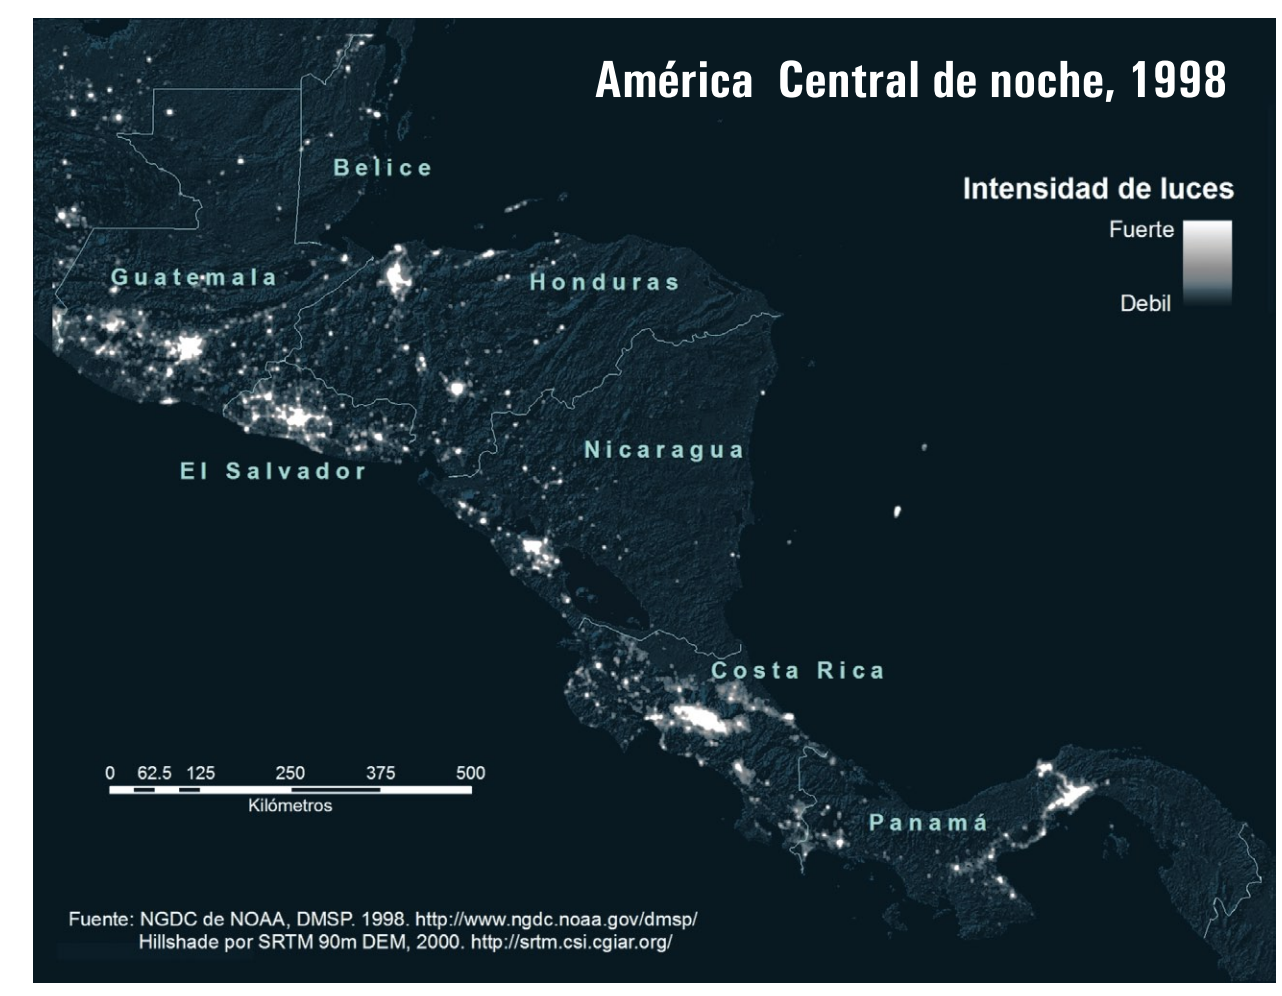 América Central de noche, 1998
Belice
Intensidad de luces
Fuerte
Debil
Guatemala
Honduras
Nicaragua
El Salvador
Costa Rica
0 62.5 125 250 375 500
Kilómetros
Panamá
Fuente: NGDC de NOAA, DMSP. 1998. http://www.ngdc.noaa.gov/dmsp/
Hillshade por SRTM 90m DEM, 2000. http://srtm.csi.cgiar.org/